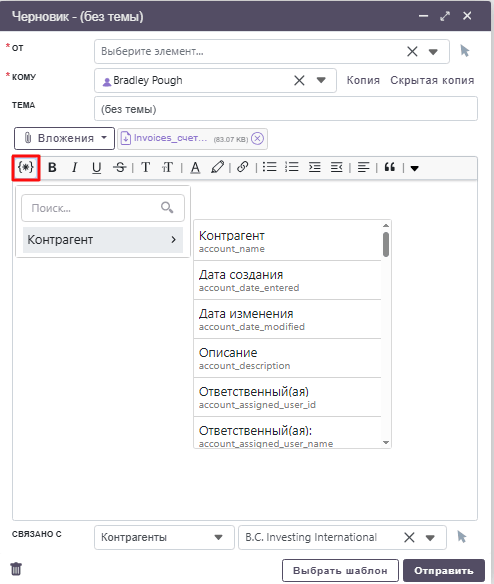 Черновик - (без темы)
* ОТ Выберите элемент...
* КОМУ Bradley Pough Копия Скрытая копия
ТЕМА (без темы)
Вложения Invoices_счет... (83.07 KB)
{*} B I U S T tT A
Поиск...
Контрагент
Контрагент
account_name
Дата создания
account_date_entered
Дата изменения
account_date_modified
Описание
account_description
Ответственный(ая)
account_assigned_user_id
Ответственный(ая):
account_assigned_user_name
СВЯЗАНО С Контрагенты B.C. Investing International
Выбрать шаблон Отправить